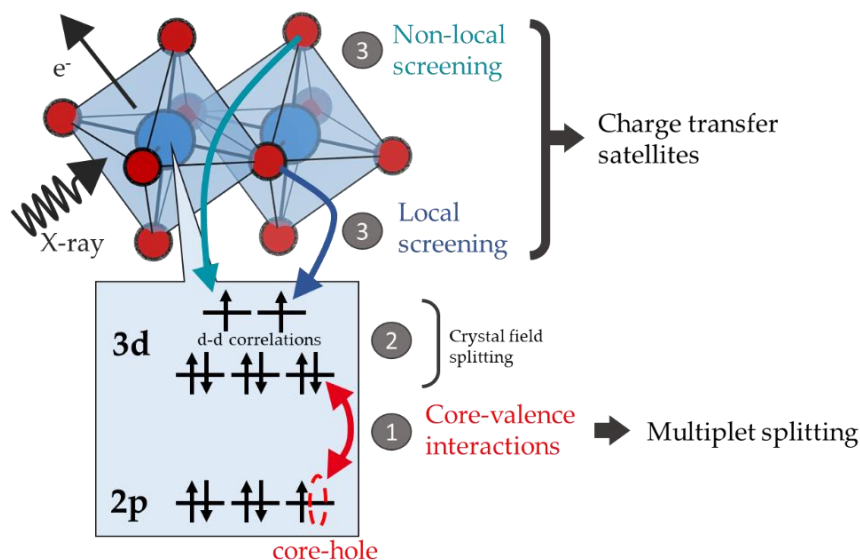 e-
X-ray
3
Non-local
screening
Charge transfer
satellites
3
Local
screening
3d
d-d correlations
2
Crystal field
splitting
1
Core-valence
interactions
Multiplet splitting
2p
core-hole